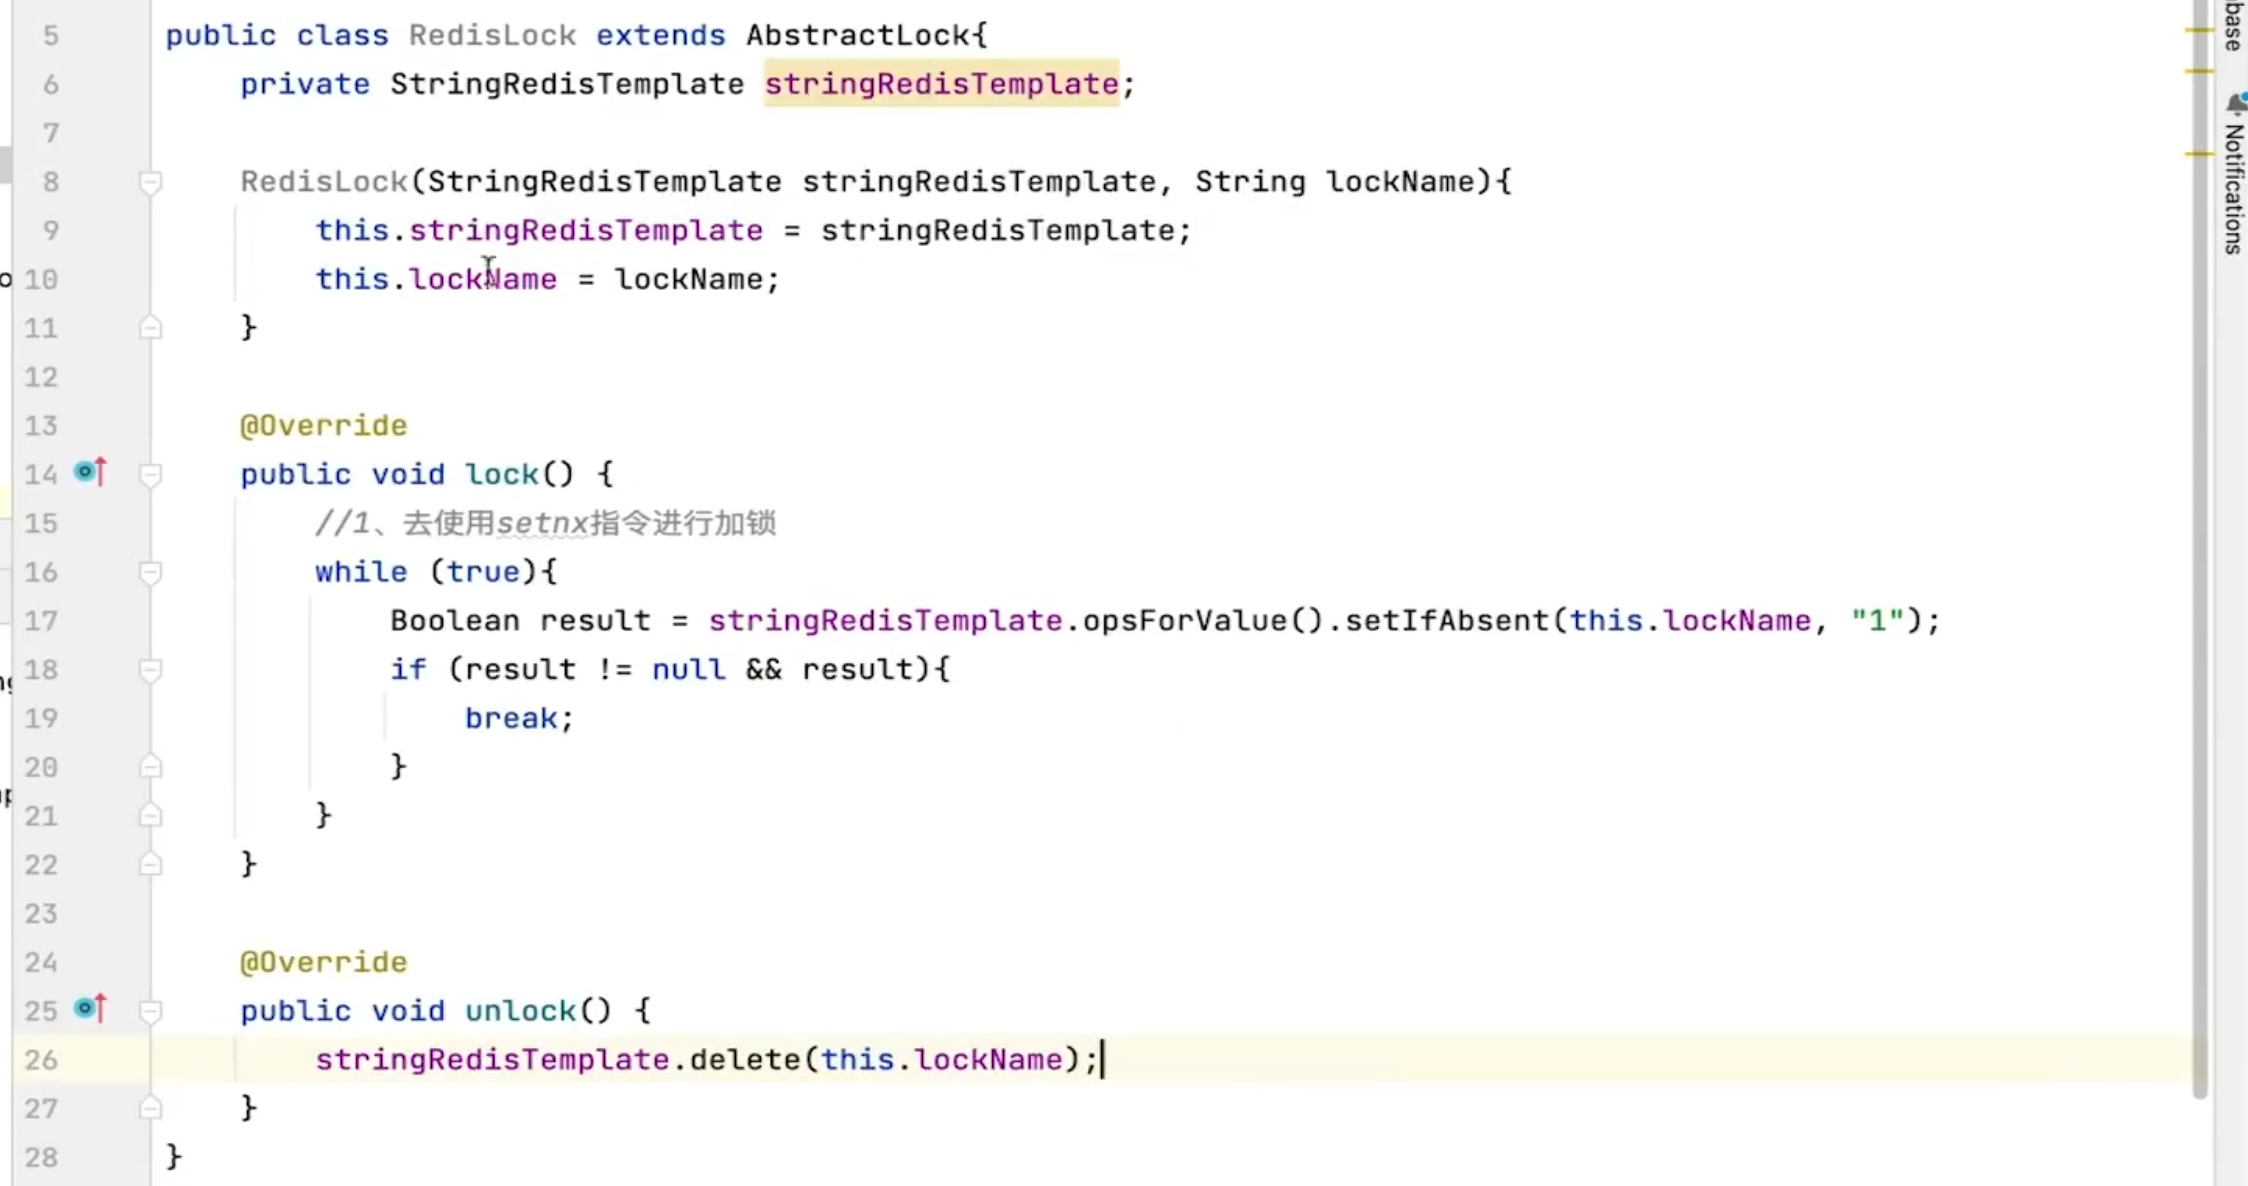 5 public class RedisLock extends AbstractLock{
6 private StringRedisTemplate stringRedisTemplate;
7
8 RedisLock(StringRedisTemplate stringRedisTemplate, String lockName){
9 this.stringRedisTemplate = stringRedisTemplate;
10 this.lockName = lockName;
11 }
12
13 @Override
14 public void lock() {
15 //1、去使用setnx指令进行加锁
16 while (true){
17 Boolean result = stringRedisTemplate.opsForValue().setIfAbsent(this.lockName, "1");
18 if (result != null && result){
19 break;
20 }
21 }
22 }
23
24 @Override
25 public void unlock() {
26 stringRedisTemplate.delete(this.lockName);
27 }
28 }
Notifications